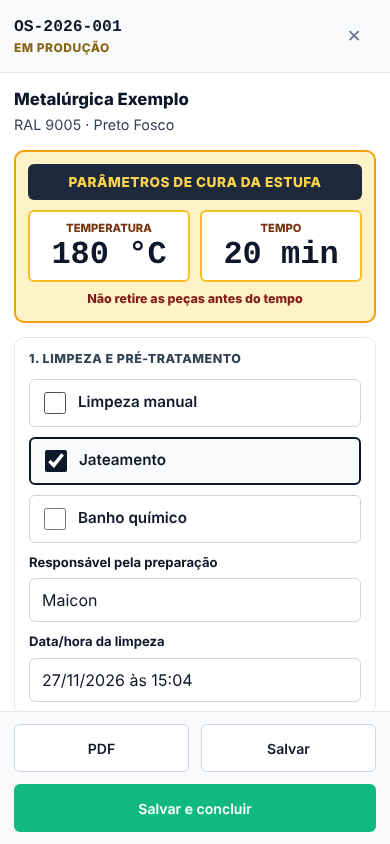 OS-2026-001
EM PRODUÇÃO
Metalúrgica Exemplo
RAL 9005 · Preto Fosco
PARÂMETROS DE CURA DA ESTUFA
TEMPERATURA
180 °C
TEMPO
20 min
Não retire as peças antes do tempo
1. LIMPEZA E PRÉ-TRATAMENTO
Limpeza manual
Jateamento
Banho químico
Responsável pela preparação
Maicon
Data/hora da limpeza
27/11/2026 às 15:04
PDF
Salvar
Salvar e concluir